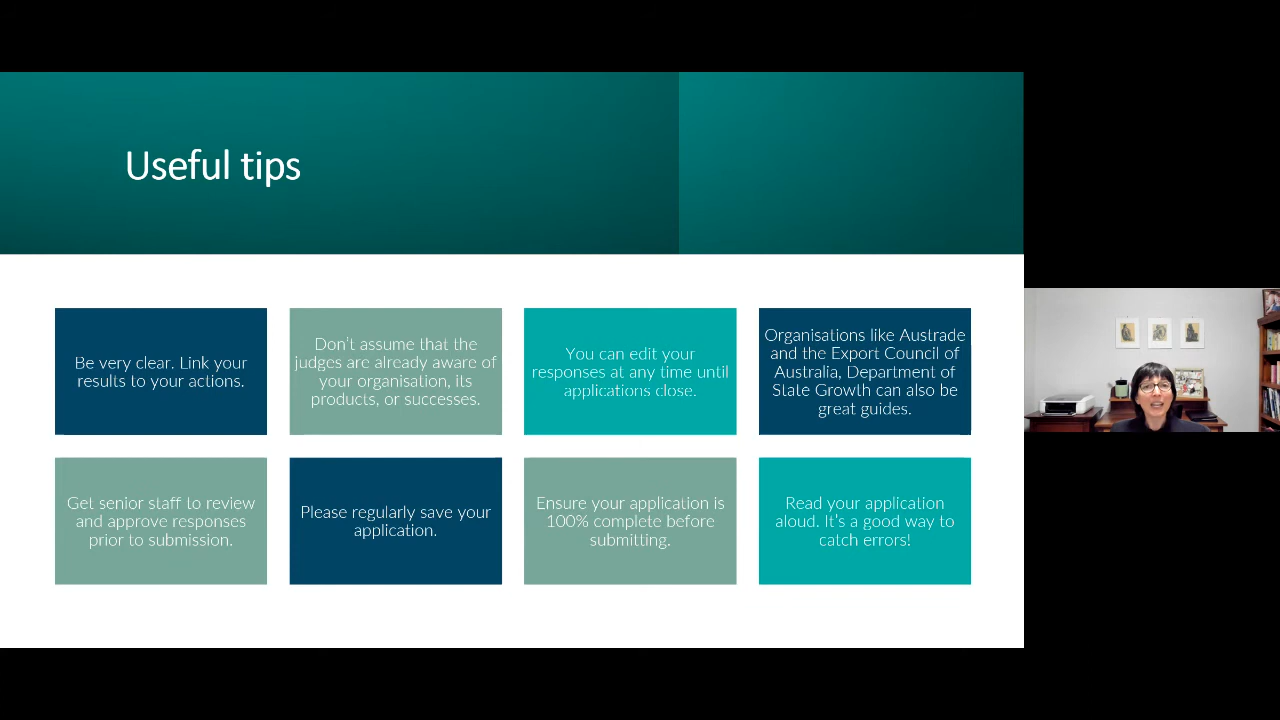 Useful tips
Be very clear. Link your
results to your actions.
Don't assume that the
judges are already aware of
your organisation, its
products, or successes.
You can edit your
responses at any time until
applications close.
Organisations like Austrade
and the Export Council of
Australia, Department of
State Growth can also be
great guides.
Get senior staff to review
and approve responses
prior to submission.
Please regularly save your
application.
Ensure your application is
100% complete before
submitting.
Read your application
aloud. It's a good way to
catch errors!